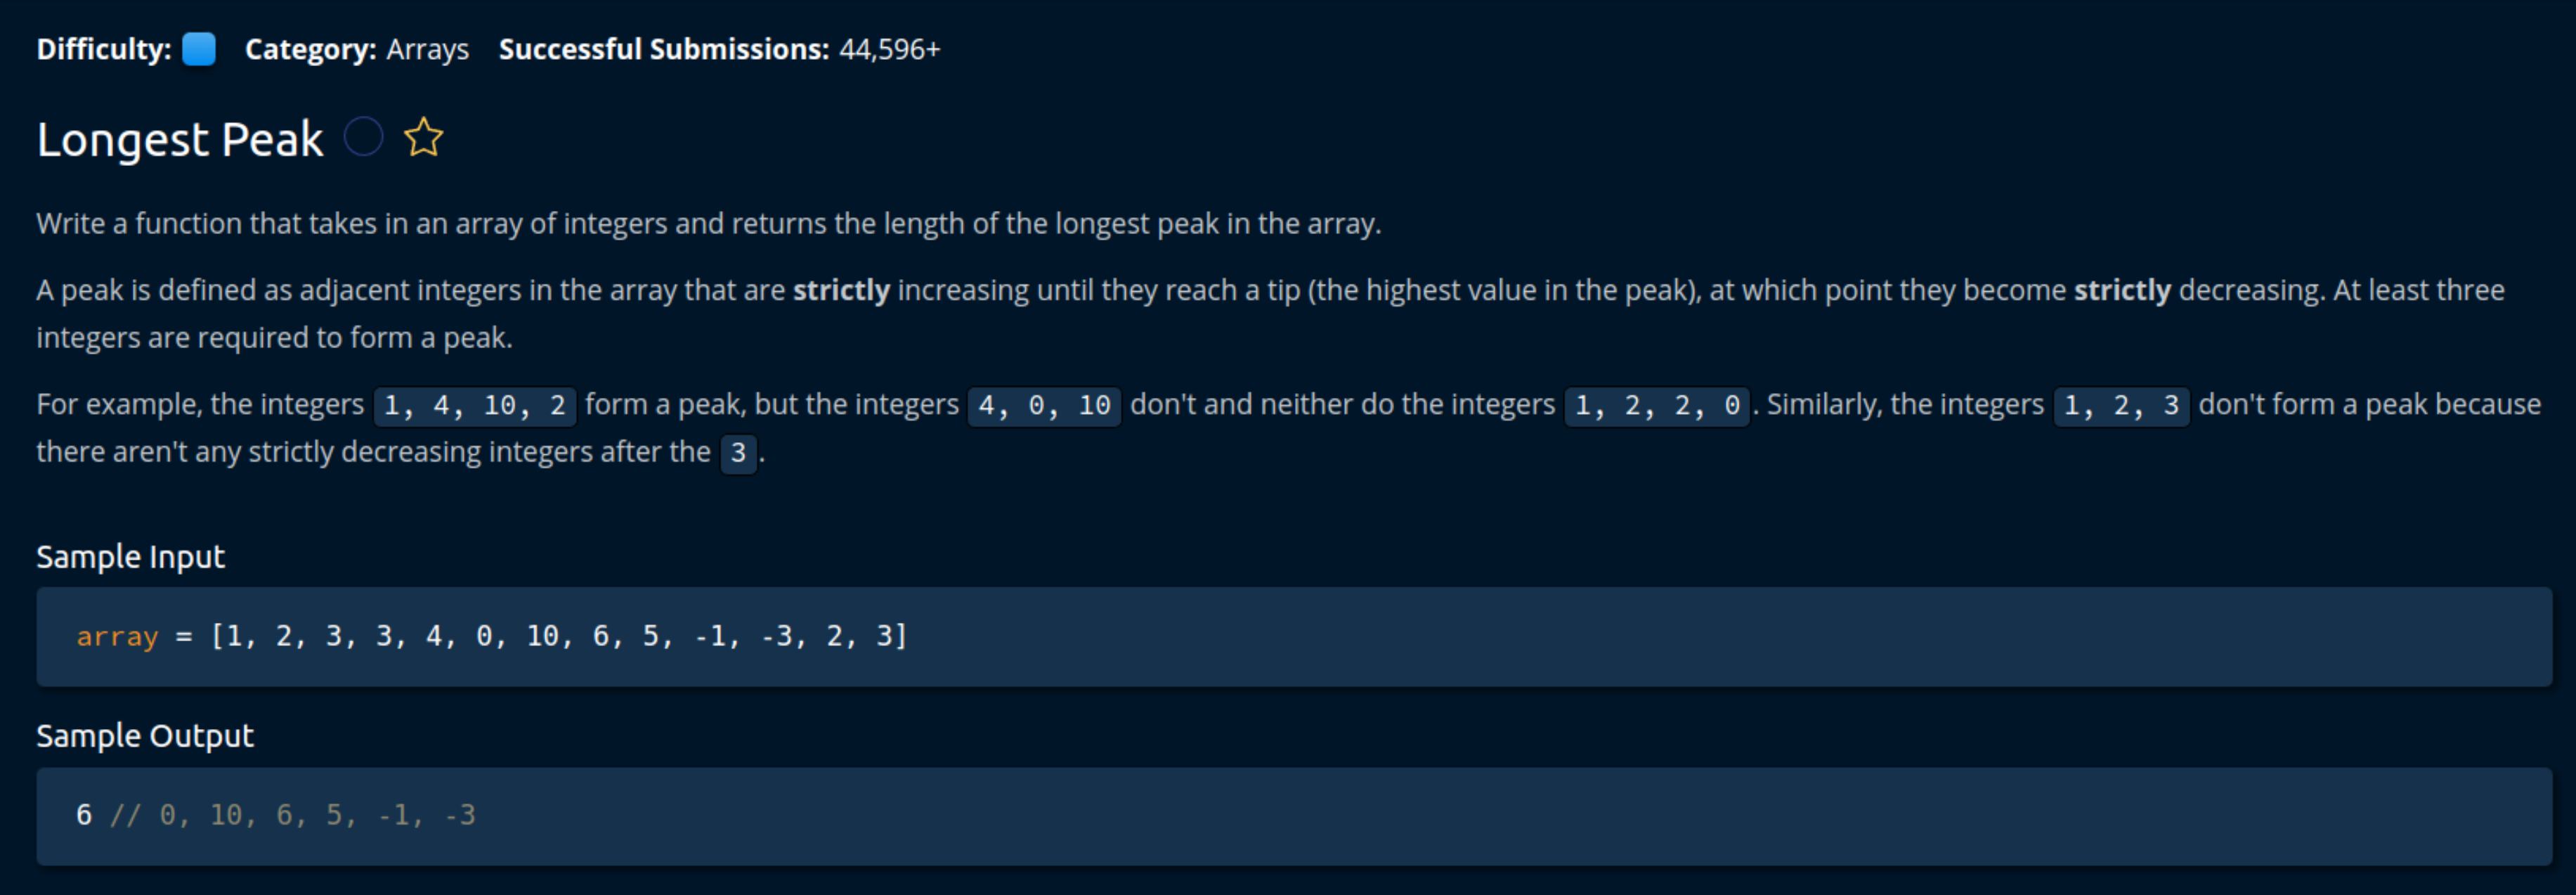 Difficulty: Category: Arrays Successful Submissions: 44,596+
Longest Peak
Write a function that takes in an array of integers and returns the length of the longest peak in the array.
A peak is defined as adjacent integers in the array that are strictly increasing until they reach a tip (the highest value in the peak), at which point they become strictly decreasing. At least three
integers are required to form a peak.
For example, the integers 1, 4, 10, 2 form a peak, but the integers 4, 0, 10 don't and neither do the integers 1, 2, 2, 0. Similarly, the integers 1, 2, 3 don't form a peak because
there aren't any strictly decreasing integers after the 3.
Sample Input
array = [1, 2, 3, 3, 4, 0, 10, 6, 5, -1, -3, 2, 3]
Sample Output
6 // 0, 10, 6, 5, -1, -3